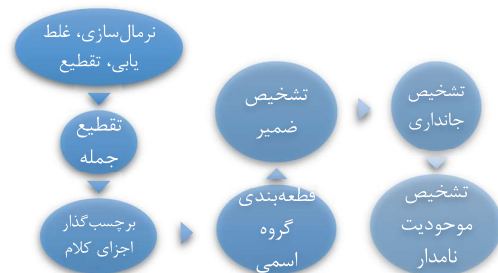 نرمال‌سازی، غلط
یابی، تقطیع
تقطیع
جمله
برچسب‌گذار
اجزای کلام
قطعه‌بندی
گروه
اسمی
تشخیص
ضمیر
تشخیص
جانداری
تشخیص
موجودیت
نامدار